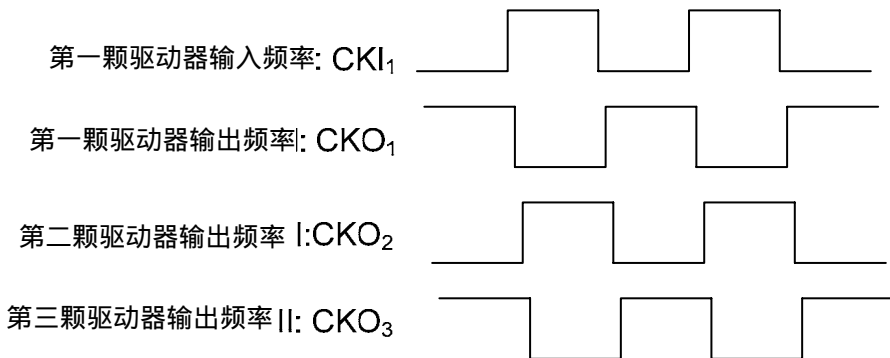 第一颗驱动器输入频率: CKI₁
第一颗驱动器输出频率I: CKO₁
第二颗驱动器输出频率 I:CKO₂
第三颗驱动器输出频率 II: CKO₃